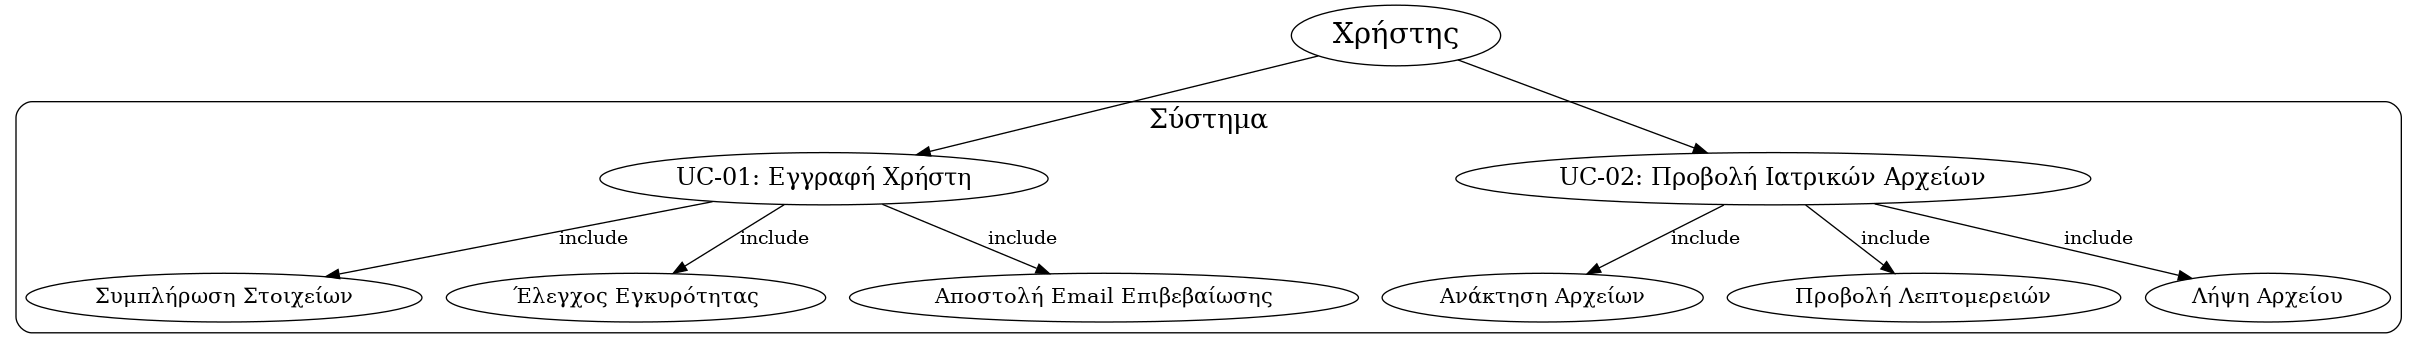 Χρήστης
Σύστημα
UC-01: Εγγραφή Χρήστη
UC-02: Προβολή Ιατρικών Αρχείων
include
include
include
include
include
include
Συμπλήρωση Στοιχείων
Έλεγχος Εγκυρότητας
Αποστολή Email Επιβεβαίωσης
Ανάκτηση Αρχείων
Προβολή Λεπτομερειών
Λήψη Αρχείου